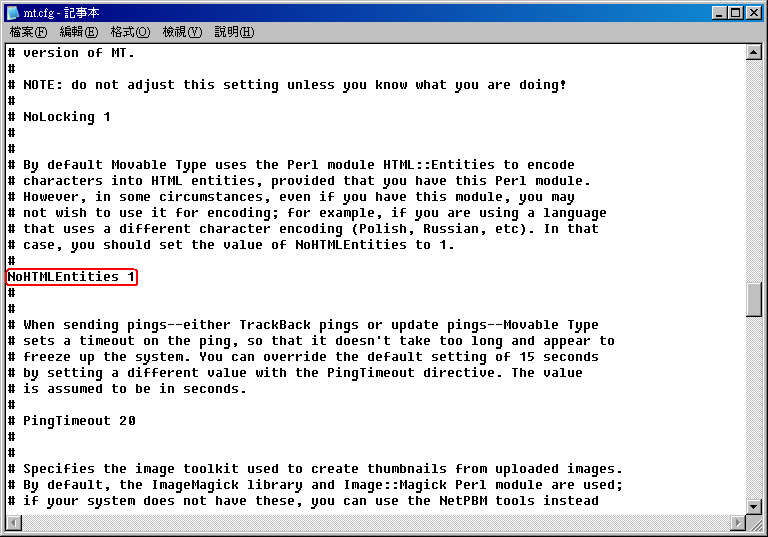 mt.cfg - 記事本
檔案(F) 編輯(E) 格式(O) 檢視(V) 說明(H)
# version of MT.
#
# NOTE: do not adjust this setting unless you know what you are doing!
#
# NoLocking 1
#
#
# By default Movable Type uses the Perl module HTML::Entities to encode
# characters into HTML entities, provided that you have this Perl module.
# However, in some circumstances, even if you have this module, you may
# not wish to use it for encoding; for example, if you are using a language
# that uses a different character encoding (Polish, Russian, etc). In that
# case, you should set the value of NoHTMLEntities to 1.
#
NoHTMLEntities 1
#
#
# When sending pings--either TrackBack pings or update pings--Movable Type
# sets a timeout on the ping, so that it doesn't take too long and appear to
# freeze up the system. You can override the default setting of 15 seconds
# by setting a different value with the PingTimeout directive. The value
# is assumed to be in seconds.
#
# PingTimeout 20
#
#
# Specifies the image toolkit used to create thumbnails from uploaded images.
# By default, the ImageMagick library and Image::Magick Perl module are used;
# if your system does not have these, you can use the NetPBM tools instead